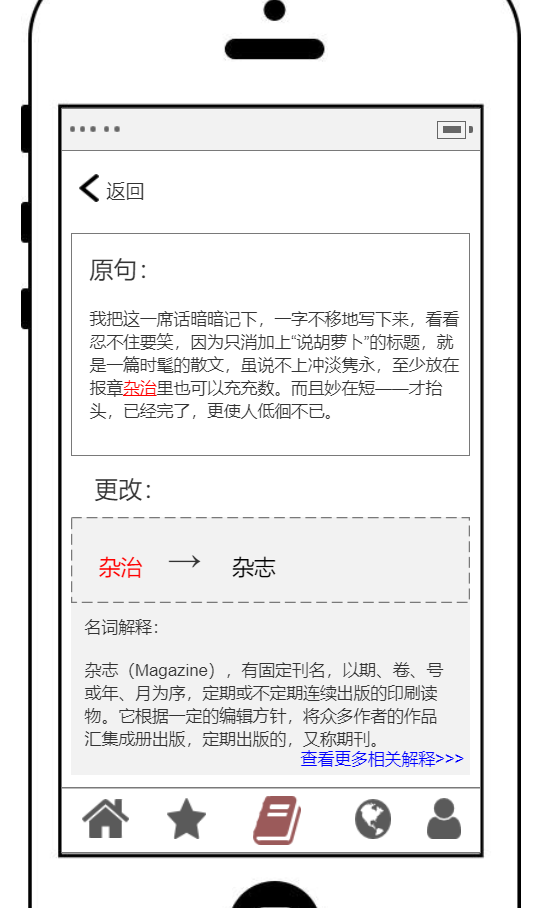 返回
原句：
我把这一席话暗暗记下，一字不移地写下来，看看
忍不住要笑，因为只消加上“说胡萝卜”的标题，就
是一篇时髦的散文，虽说不上冲淡隽永，至少放在
报章杂治里也可以充充数。而且妙在短——才抬
头，已经完了，更使人低徊不已。
更改：
杂治 → 杂志
名词解释：
杂志（Magazine），有固定刊名，以期、卷、号
或年、月为序，定期或不定期连续出版的印刷读
物。它根据一定的编辑方针，将众多作者的作品
汇集成册出版，定期出版的，又称期刊。
查看更多相关解释>>>